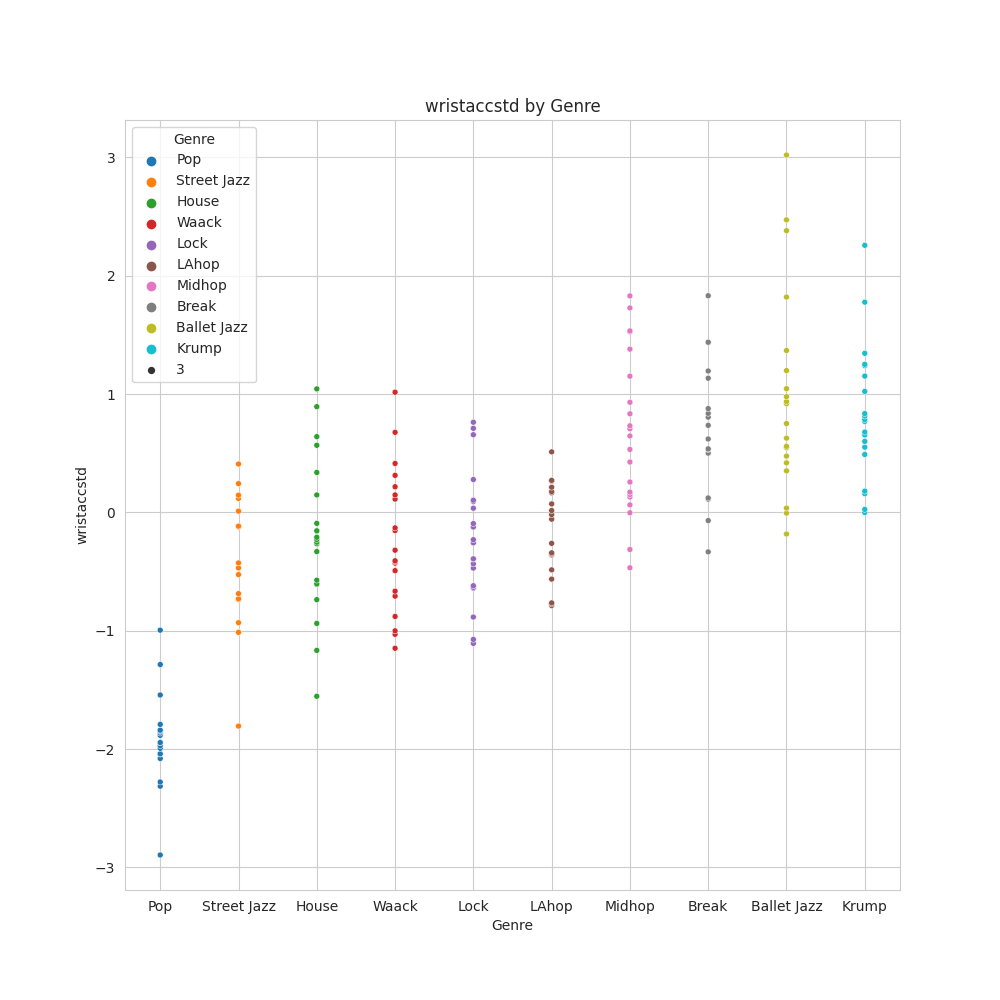 wristaccstd by Genre
Genre
Pop
Street Jazz
House
Waack
Lock
LAhop
Midhop
Break
Ballet Jazz
Krump
3
wristaccstd
3
2
1
0
−1
−2
−3
Pop Street Jazz House Waack Lock LAhop Midhop Break Ballet Jazz Krump
Genre